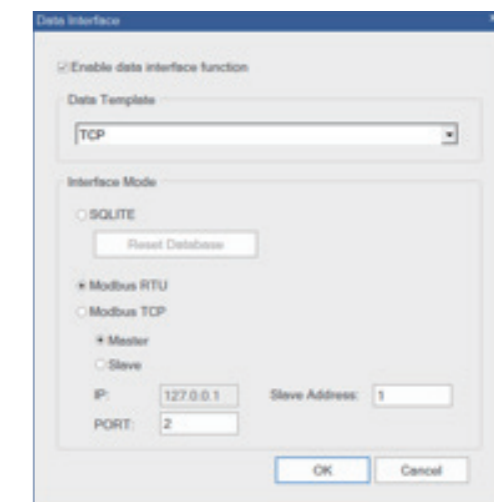 Data Interface
Enable data interface function
Data Template
TCP
Interface Mode
SQLITE
Reset Database
Modbus RTU
Modbus TCP
Master
Slave
IP: 127.0.0.1 Slave Address: 1
PORT: 2
OK Cancel